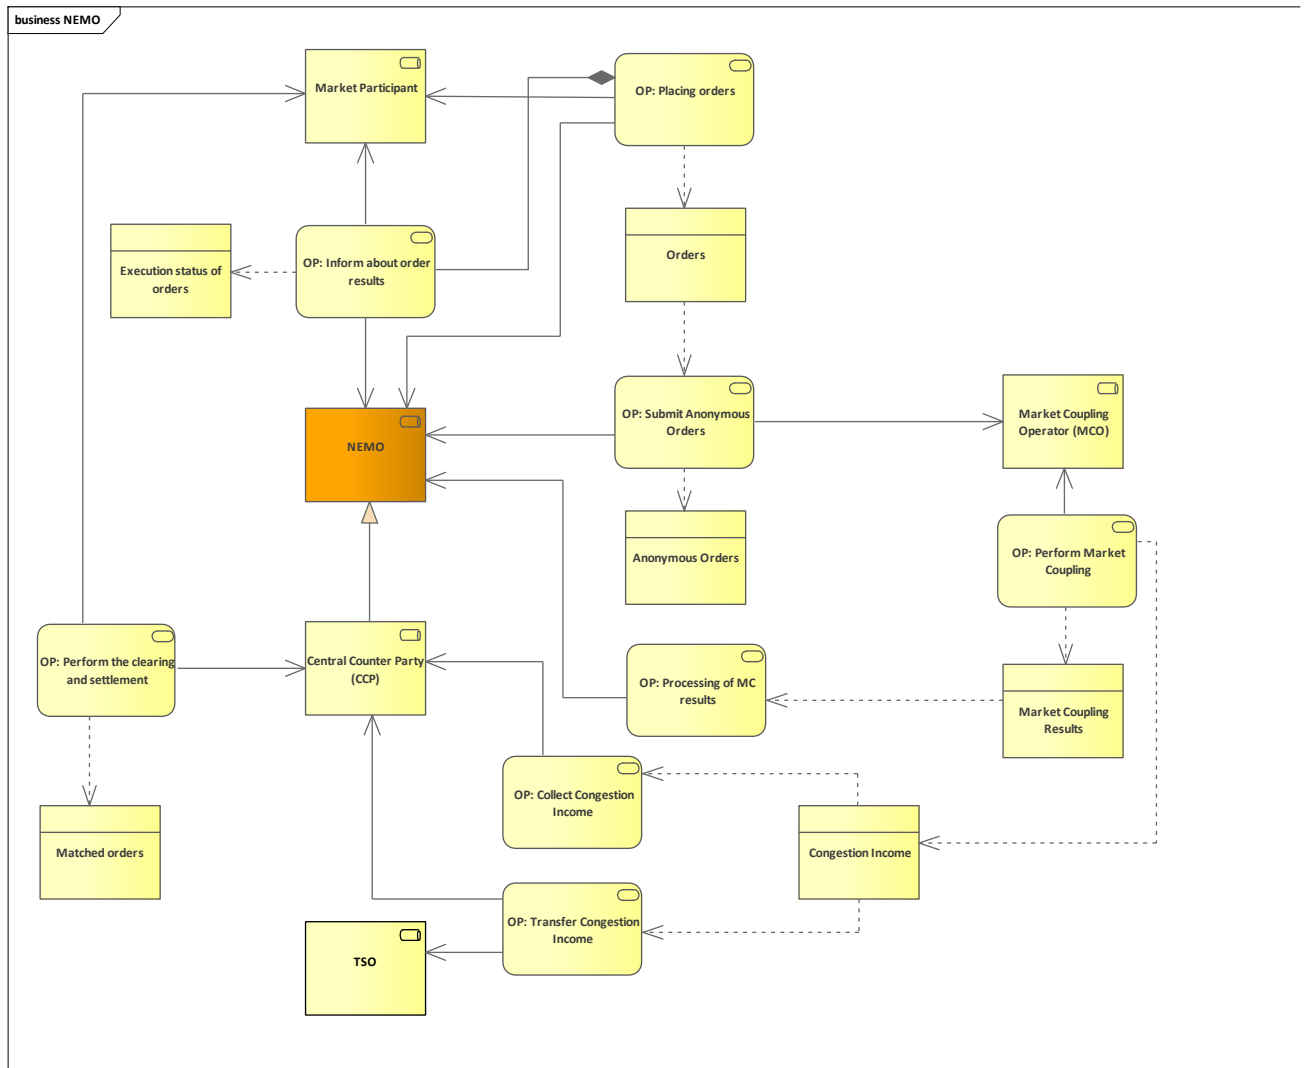 business NEMO
Market Participant
OP: Placing orders
Execution status of
orders
OP: Inform about order
results
Orders
NEMO
OP: Submit Anonymous
Orders
Market Coupling
Operator (MCO)
Anonymous Orders
OP: Perform Market
Coupling
OP: Perform the clearing
and settlement
Central Counter Party
(CCP)
OP: Processing of MC
results
Market Coupling
Results
OP: Collect Congestion
Income
Matched orders
Congestion Income
OP: Transfer Congestion
Income
TSO